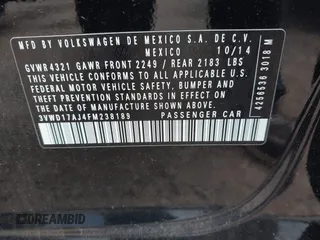 MFD BY VOLKSWAGEN DE MEXICO S.A. DE C.V.
MEXICO 10/14
GVWR 4321 GAWR FRONT 2249 / REAR 2183 LBS
THIS VEHICLE CONFORMS TO ALL APPLICABLE U.S.
FEDERAL MOTOR VEHICLE SAFETY, BUMPER, AND
THEFT PREVENTION STANDARDS IN EFFECT ON THE
DATE OF MANUFACTURE SHOWN ABOVE.
3VWD17AJ4FM238189 PASSENGER CAR
4256536 3018 M
DREAMBID